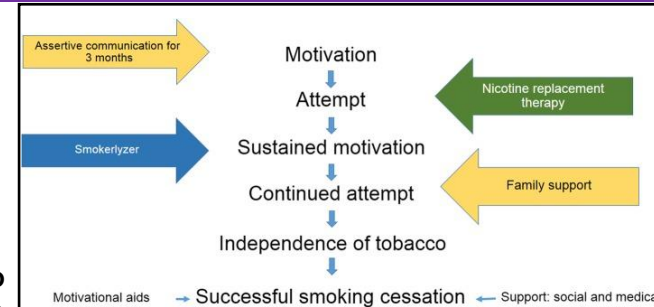 Assertive communication for
3 months
Motivation
Attempt
Nicotine replacement
therapy
Smokerlyzer
Sustained motivation
Continued attempt
Family support
Independence of tobacco
Motivational aids
Successful smoking cessation
Support: social and medica